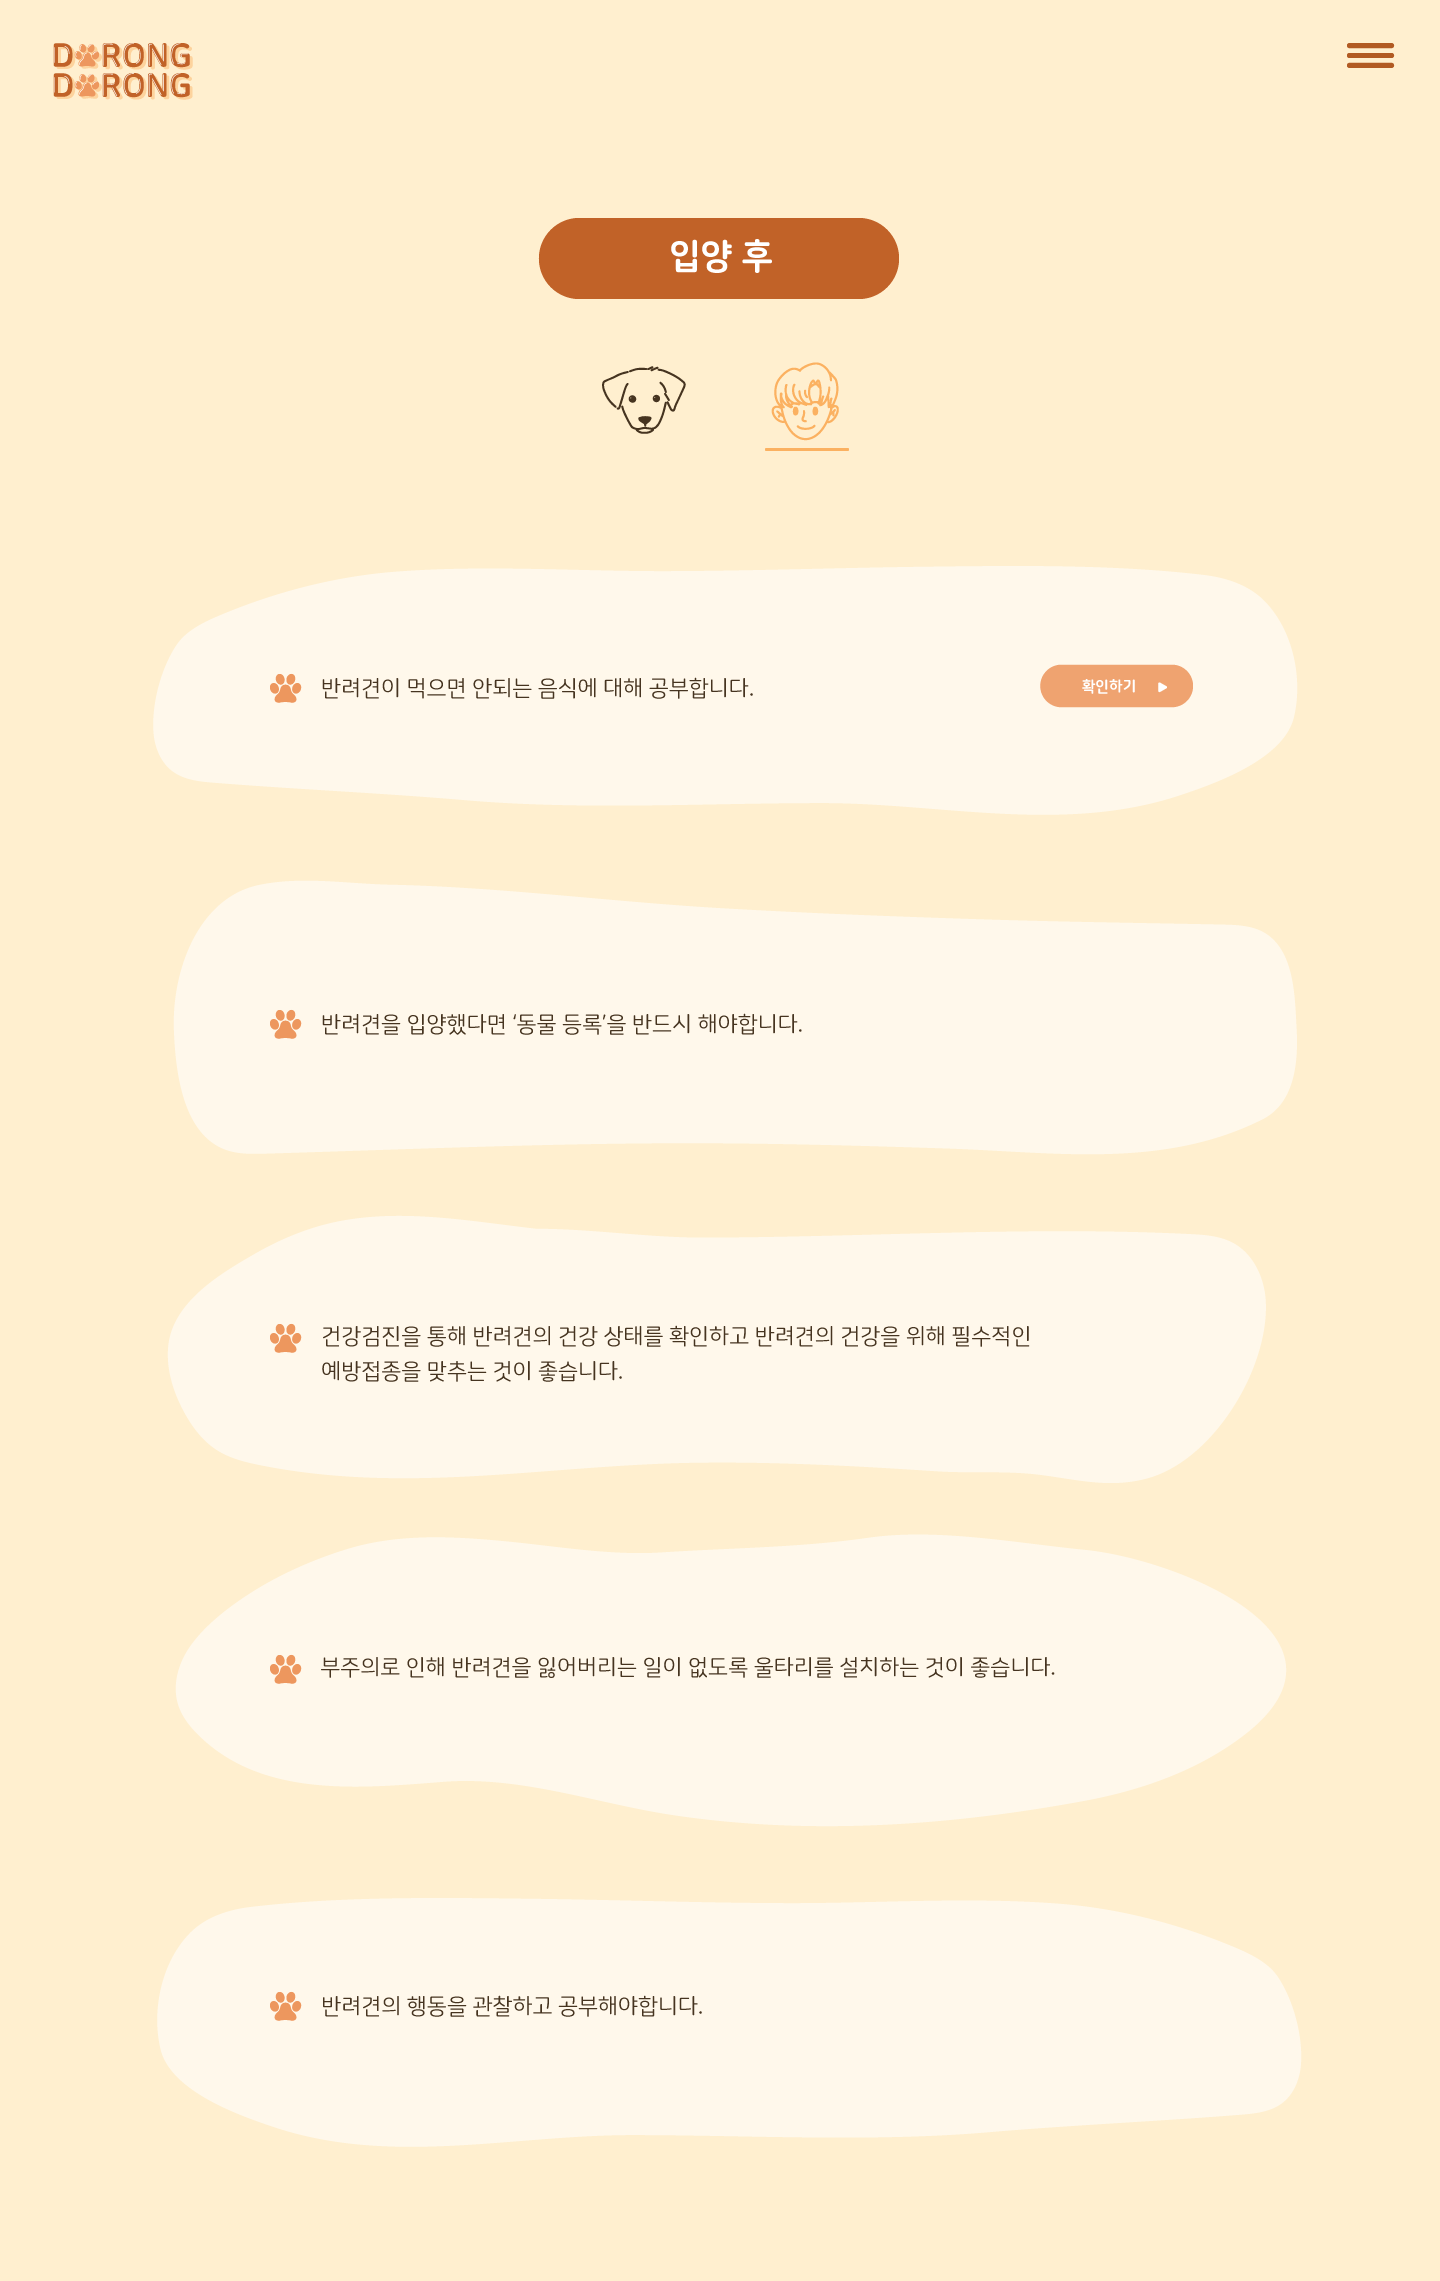 DORONG
DORONG
입양 후
반려견이 먹으면 안되는 음식에 대해 공부합니다.
확인하기
반려견을 입양했다면 ‘동물 등록’을 반드시 해야합니다.
건강검진을 통해 반려견의 건강 상태를 확인하고 반려견의 건강을 위해 필수적인
예방접종을 맞추는 것이 좋습니다.
부주의로 인해 반려견을 잃어버리는 일이 없도록 울타리를 설치하는 것이 좋습니다.
반려견의 행동을 관찰하고 공부해야합니다.